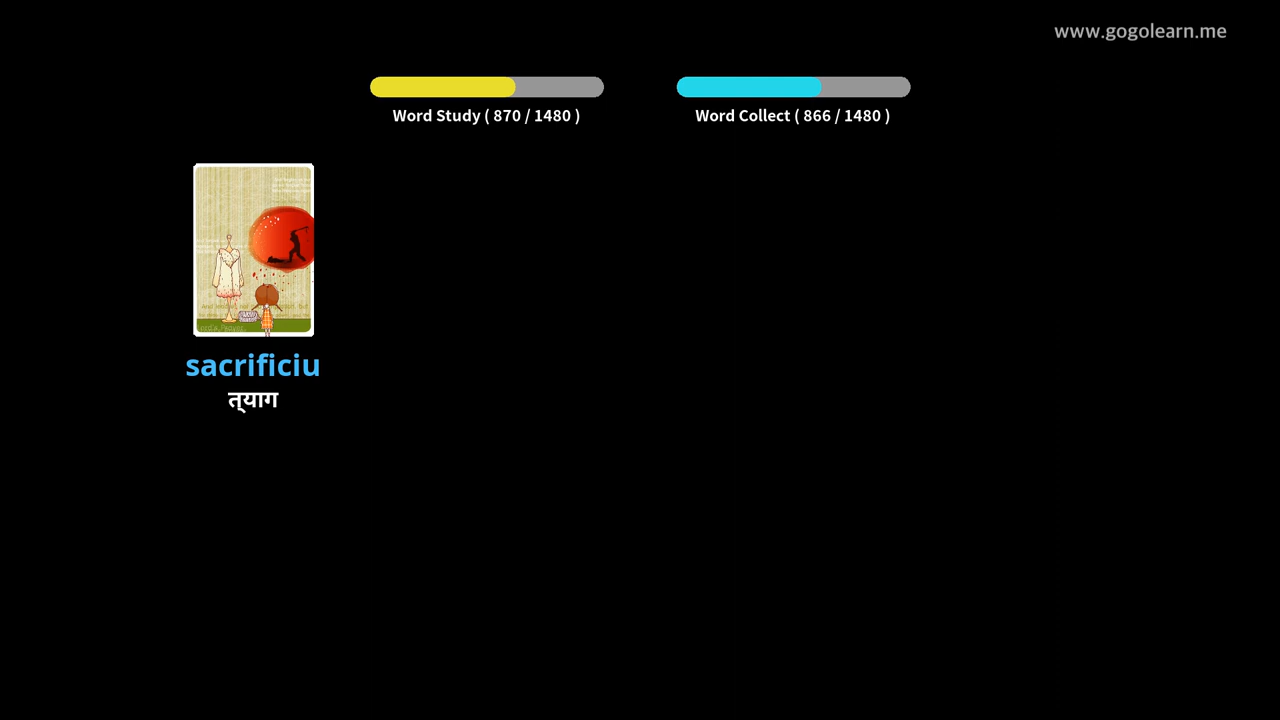 www.gogolearn.me
Word Study ( 870 / 1480 )
Word Collect ( 866 / 1480 )
sacrificiu
त्याग